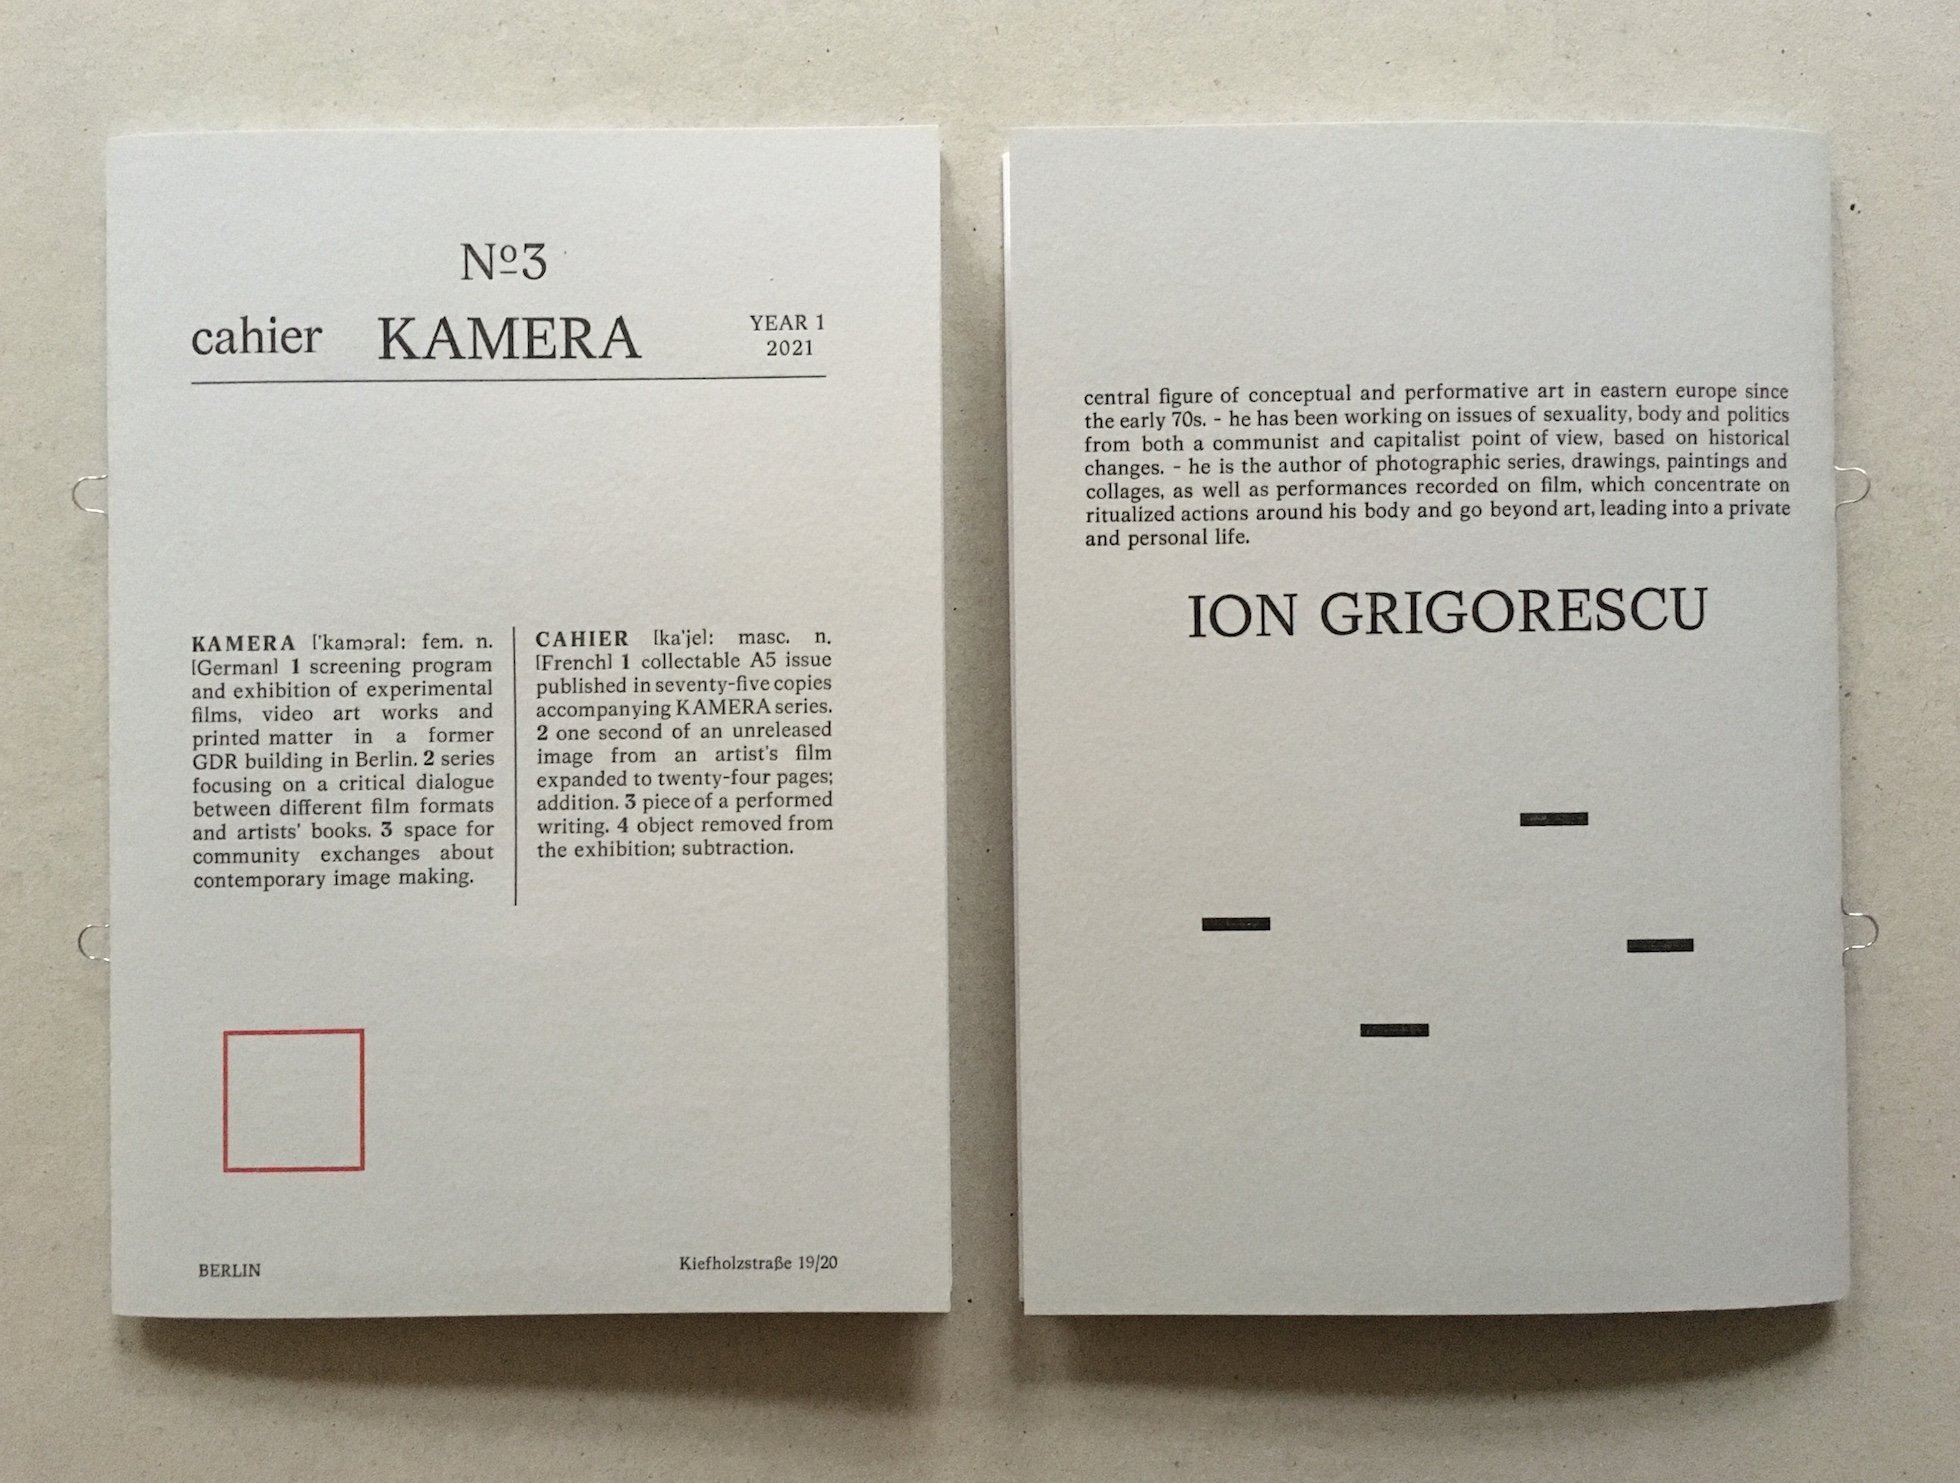 Nº3
cahier KAMERA YEAR 1
2021
KAMERA ['kaməra]: fem. n.
[German] 1 screening program
and exhibition of experimental
films, video art works and
printed matter in a former
GDR building in Berlin. 2 series
focusing on a critical dialogue
between different film formats
and artists' books. 3 space for
community exchanges about
contemporary image making.
CAHIER [ka'je]: masc. n.
[French] 1 collectable A5 issue
published in seventy-five copies
accompanying KAMERA series.
2 one second of an unreleased
image from an artist's film
expanded to twenty-four pages;
addition. 3 piece of a performed
writing. 4 object removed from
the exhibition; subtraction.
BERLIN
Kiefholzstraße 19/20
central figure of conceptual and performative art in eastern europe since
the early 70s. - he has been working on issues of sexuality, body and politics
from both a communist and capitalist point of view, based on historical
changes. - he is the author of photographic series, drawings, paintings and
collages, as well as performances recorded on film, which concentrate on
ritualized actions around his body and go beyond art, leading into a private
and personal life.
ION GRIGORESCU